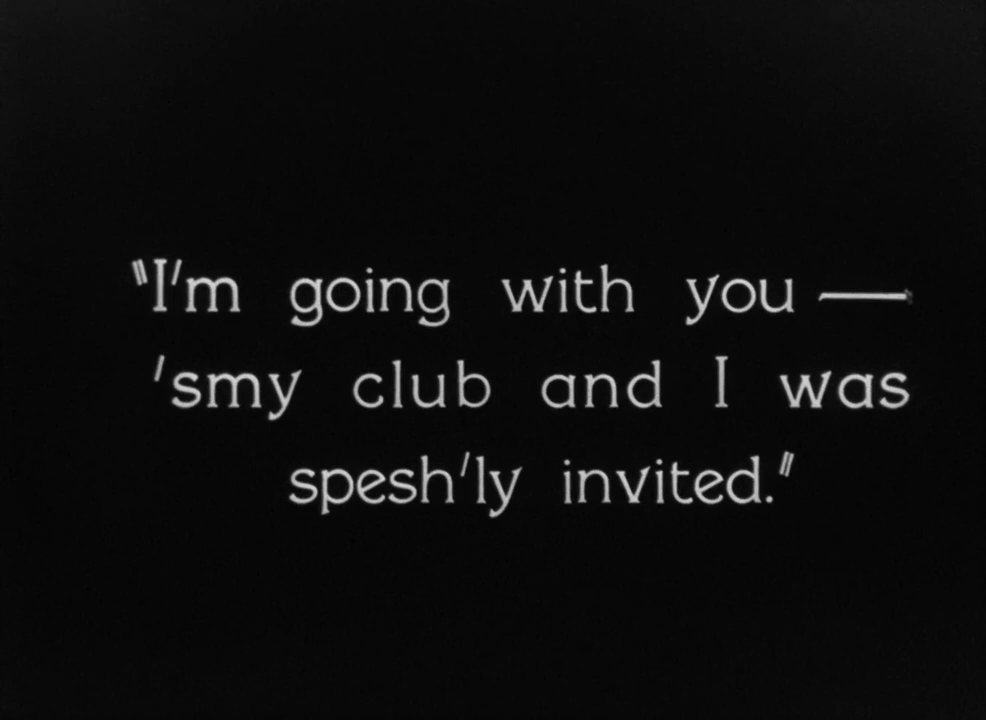 "I'm going with you —
'smy club and I was
spesh'ly invited."